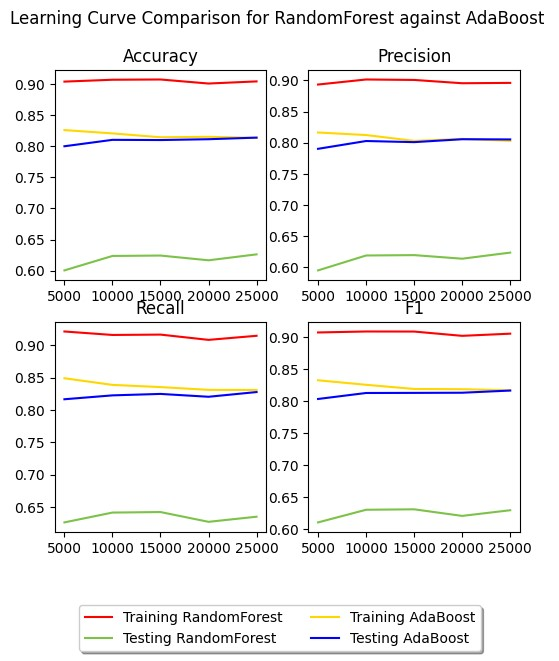 Learning Curve Comparison for RandomForest against AdaBoost
Accuracy
0.90
0.85
0.80
0.75
0.70
0.65
0.60
5000 10000 15000 20000 25000
Precision
0.90
0.85
0.80
0.75
0.70
0.65
0.60
5000 10000 15000 20000 25000
Recall
0.90
0.85
0.80
0.75
0.70
0.65
5000 10000 15000 20000 25000
F1
0.90
0.85
0.80
0.75
0.70
0.65
0.60
5000 10000 15000 20000 25000
Training RandomForest
Testing RandomForest
Training AdaBoost
Testing AdaBoost